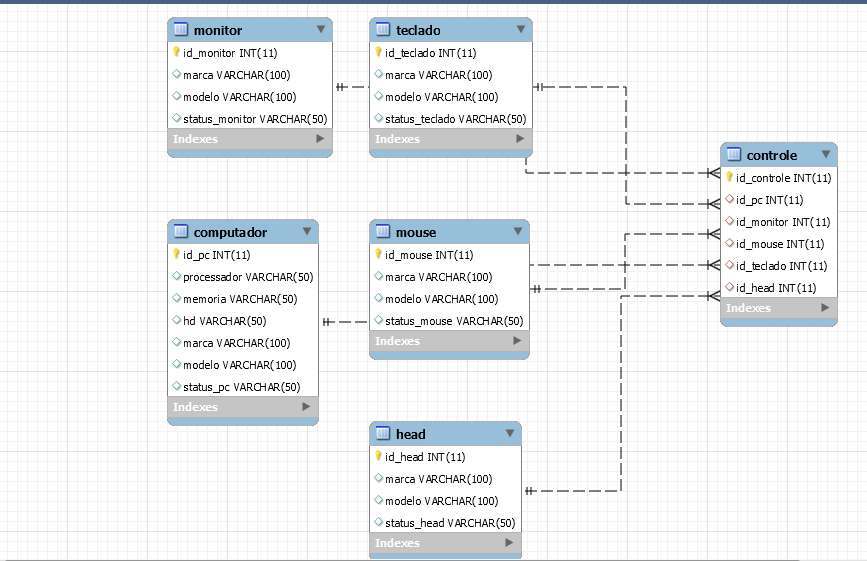 monitor
id_monitor INT(11)
marca VARCHAR(100)
modelo VARCHAR(100)
status_monitor VARCHAR(50)
Indexes
teclado
id_teclado INT(11)
marca VARCHAR(100)
modelo VARCHAR(100)
status_teclado VARCHAR(50)
Indexes
controle
id_controle INT(11)
id_pc INT(11)
id_monitor INT(11)
id_mouse INT(11)
id_teclado INT(11)
id_head INT(11)
Indexes
computador
id_pc INT(11)
processador VARCHAR(50)
memoria VARCHAR(50)
hd VARCHAR(50)
marca VARCHAR(100)
modelo VARCHAR(100)
status_pc VARCHAR(50)
Indexes
mouse
id_mouse INT(11)
marca VARCHAR(100)
modelo VARCHAR(100)
status_mouse VARCHAR(50)
Indexes
head
id_head INT(11)
marca VARCHAR(100)
modelo VARCHAR(100)
status_head VARCHAR(50)
Indexes